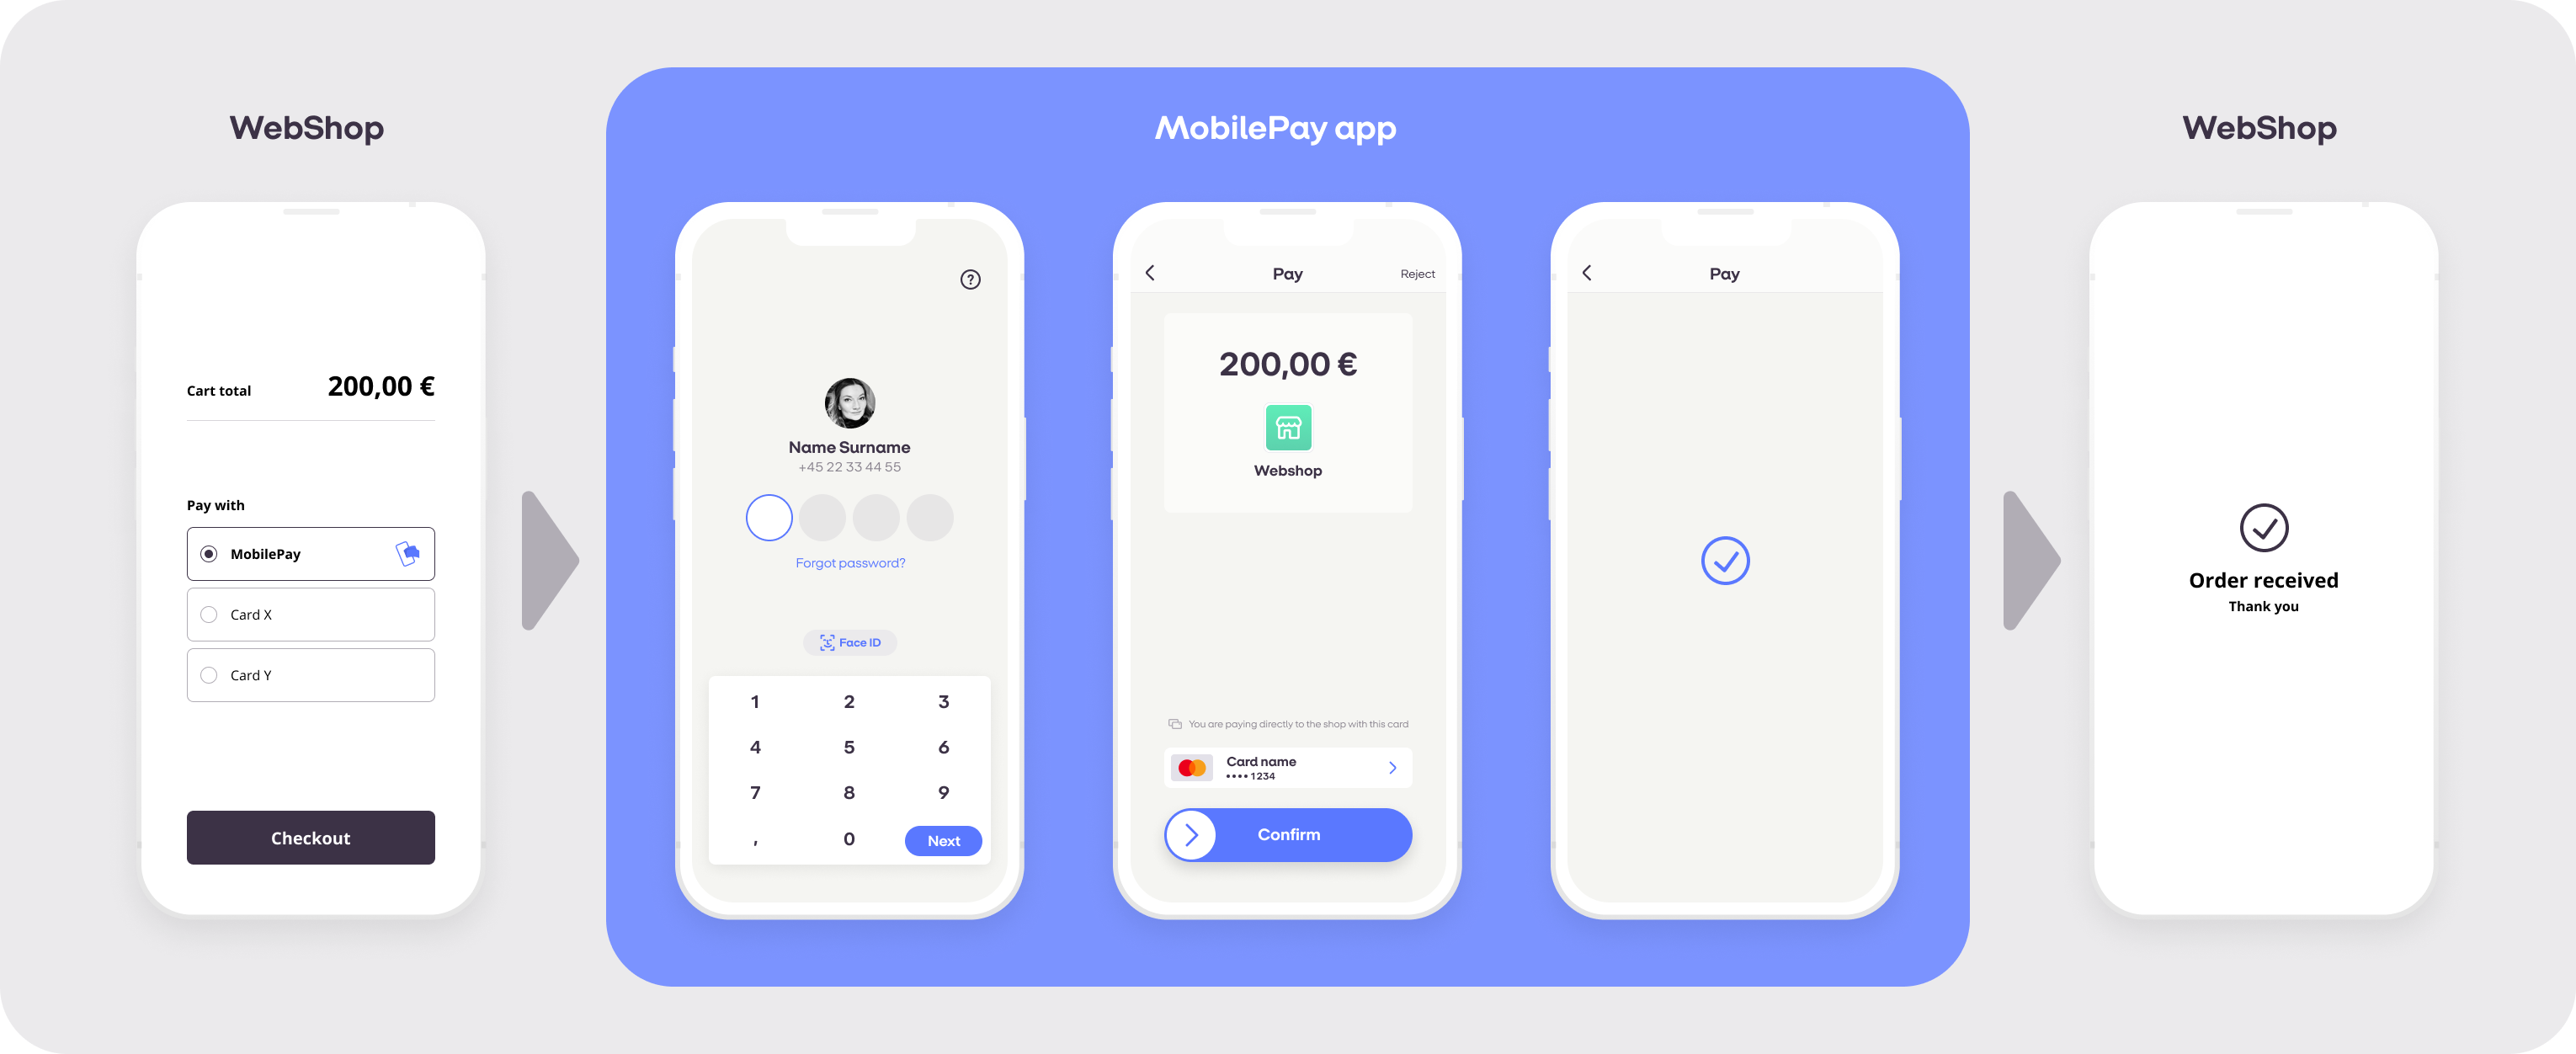 WebShop
Cart total 200,00 €
Pay with
MobilePay
Card X
Card Y
Checkout
MobilePay app
?
Name Surname
+45 22 33 44 55
Forgot password?
Face ID
1 2 3
4 5 6
7 8 9
, 0 Next
Pay Reject
200,00 €
Webshop
You are paying directly to the shop with this card
Card name
•••• 1234
Confirm
Pay
WebShop
Order received
Thank you